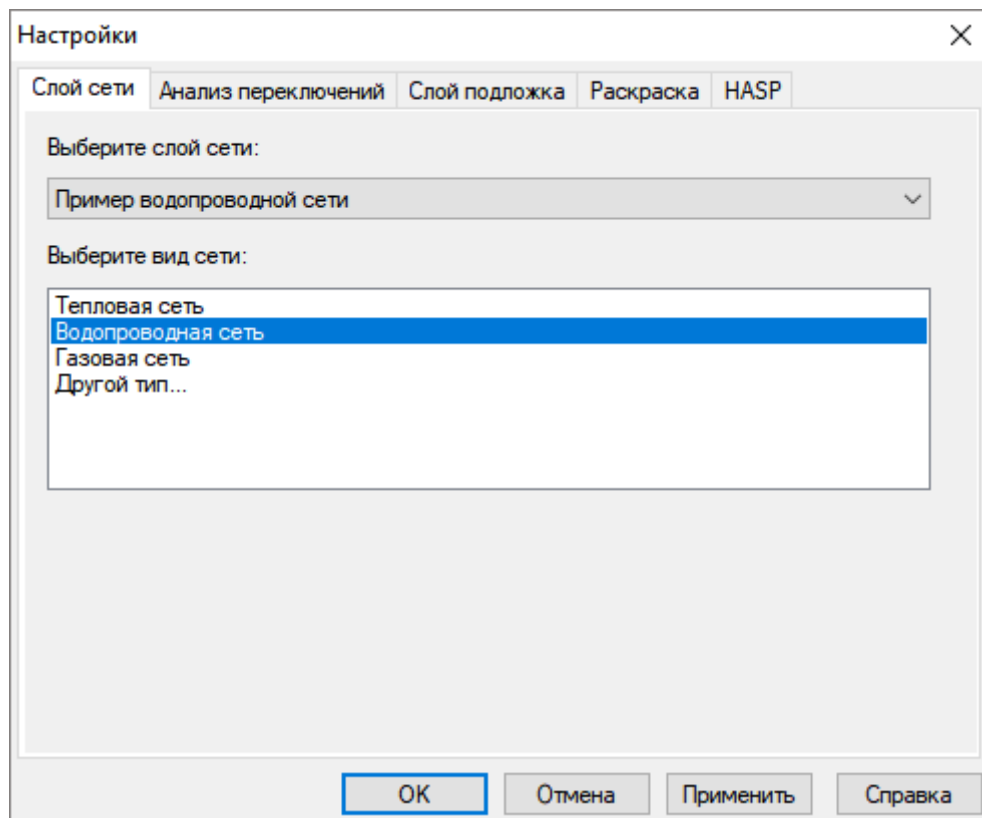 Настройки
Слой сети Анализ переключений Слой подложка Раскраска HASP
Выберите слой сети:
Пример водопроводной сети
Выберите вид сети:
Тепловая сеть
Водопроводная сеть
Газовая сеть
Другой тип...
OK Отмена Применить Справка